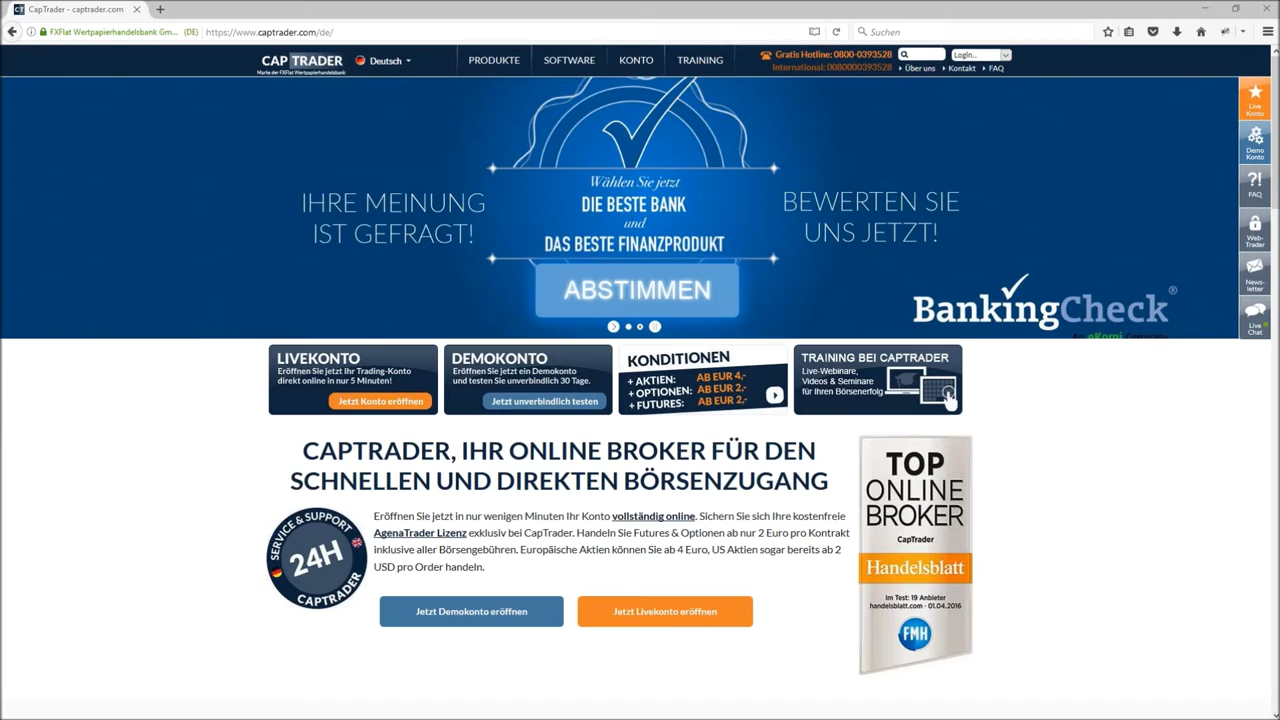 CapTrader - captrader.com
FXFlat Wertpapierhandelsbank Gm... (DE)
https://www.captrader.com/de/
Suchen
CAP TRADER
Marke der FXFlat Wertpapierhandelsbank
Deutsch
PRODUKTE
SOFTWARE
KONTO
TRAINING
Gratis Hotline: 0800-0393528
International: 0080000393528
Login...
Über uns
Kontakt
FAQ
Live
Konto
Demo
Konto
?!
FAQ
Web-
Trader
News-
letter
Live
Chat
IHRE MEINUNG
IST GEFRAGT!
Wählen Sie jetzt
DIE BESTE BANK
und
DAS BESTE FINANZPRODUKT
ABSTIMMEN
BEWERTEN SIE
UNS JETZT!
BankingCheck®
An eKomi Company
LIVEKONTO
Eröffnen Sie jetzt Ihr Trading-Konto
direkt online in nur 5 Minuten!
Jetzt Konto eröffnen
DEMOKONTO
Eröffnen Sie jetzt ein Demokonto
und testen Sie unverbindlich 30 Tage.
Jetzt unverbindlich testen
KONDITIONEN
+ AKTIEN: AB EUR 4,-
+ OPTIONEN: AB EUR 2,-
+ FUTURES: AB EUR 2,-
TRAINING BEI CAPTRADER
Live-Webinare,
Videos & Seminare
für Ihren Börsenerfolg
CAPTRADER, IHR ONLINE BROKER FÜR DEN
SCHNELLEN UND DIREKTEN BÖRSENZUGANG
SERVICE & SUPPORT
24H
CAPTRADER
Eröffnen Sie jetzt in nur wenigen Minuten Ihr Konto vollständig online. Sichern Sie sich Ihre kostenfreie
AgenaTrader Lizenz exklusiv bei CapTrader. Handeln Sie Futures & Optionen ab nur 2 Euro pro Kontrakt
inklusive aller Börsengebühren. Europäische Aktien können Sie ab 4 Euro, US Aktien sogar bereits ab 2
USD pro Order handeln.
Jetzt Demokonto eröffnen
Jetzt Livekonto eröffnen
TOP
ONLINE
BROKER
CapTrader
Handelsblatt
Im Test: 19 Anbieter
handelsblatt.com · 01.04.2016
FMH